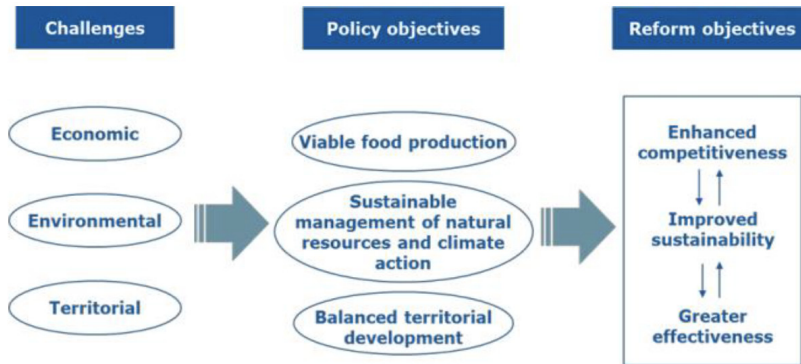 Challenges
Policy objectives
Reform objectives
Economic
Environmental
Territorial
Viable food production
Sustainable
management of natural
resources and climate
action
Balanced territorial
development
Enhanced
competitiveness
Improved
sustainability
Greater
effectiveness